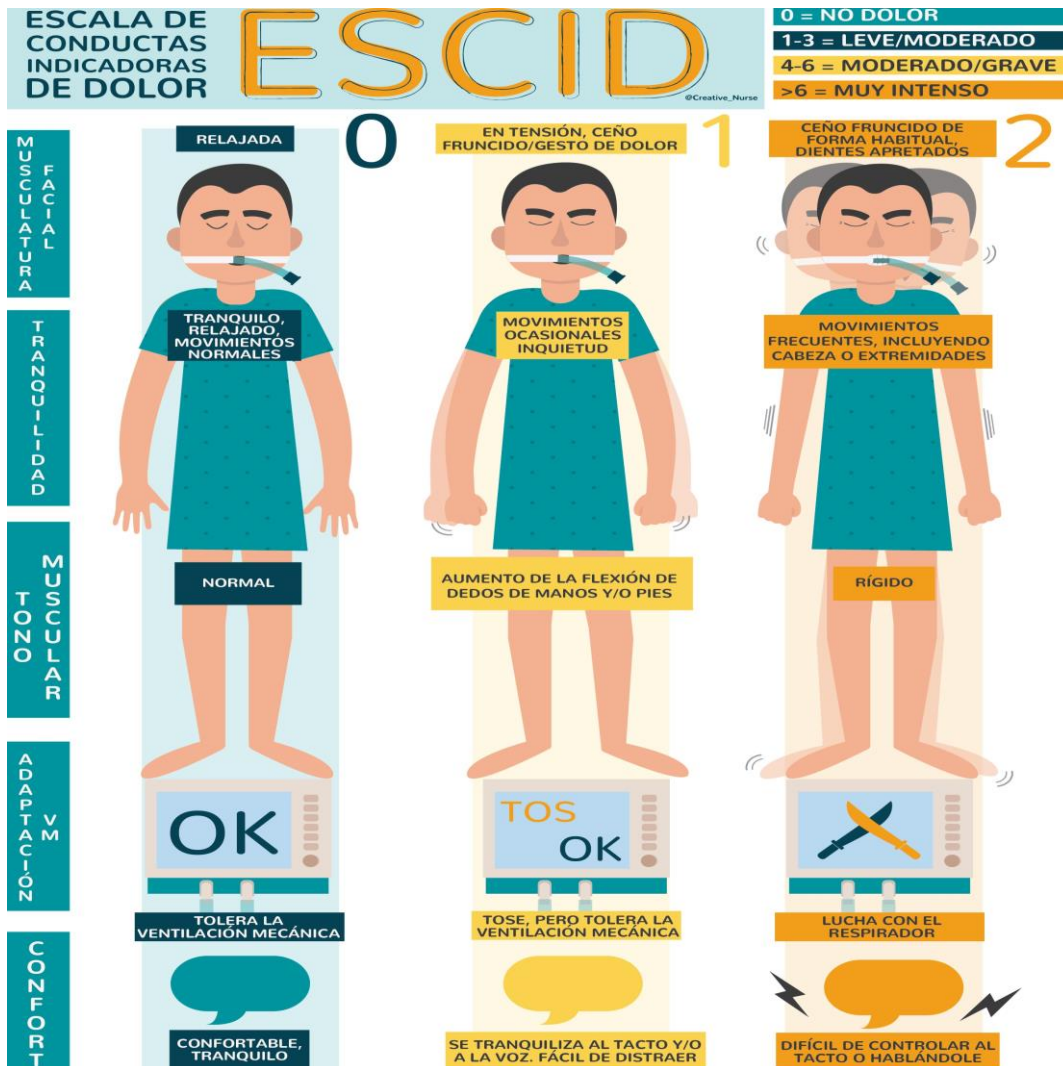 ESCALA DE
CONDUCTAS
INDICADORAS
DE DOLOR
ESCID
@Creative_Nurse
0 = NO DOLOR
1-3 = LEVE/MODERADO
4-6 = MODERADO/GRAVE
>6 = MUY INTENSO
MUSCULATURA
FACIAL
RELAJADA
0
EN TENSIÓN, CEÑO
FRUNCIDO/GESTO DE DOLOR
1
CEÑO FRUNCIDO DE
FORMA HABITUAL,
DIENTES APRETADOS
2
TRANQUILIDAD
TRANQUILO,
RELAJADO,
MOVIMIENTOS
NORMALES
MOVIMIENTOS
OCASIONALES
INQUIETUD
MOVIMIENTOS
FRECUENTES, INCLUYENDO
CABEZA O EXTREMIDADES
TONO
MUSCULAR
NORMAL
AUMENTO DE LA FLEXIÓN DE
DEDOS DE MANOS Y/O PIES
RÍGIDO
ADAPTACIÓN
VM
OK
TOS
OK
TOLERA LA
VENTILACIÓN MECÁNICA
TOSE, PERO TOLERA LA
VENTILACIÓN MECÁNICA
LUCHA CON EL
RESPIRADOR
CONFORT
CONFORTABLE,
TRANQUILO
SE TRANQUILIZA AL TACTO Y/O
A LA VOZ. FÁCIL DE DISTRAER
DIFÍCIL DE CONTROLAR AL
TACTO O HABLÁNDOLE